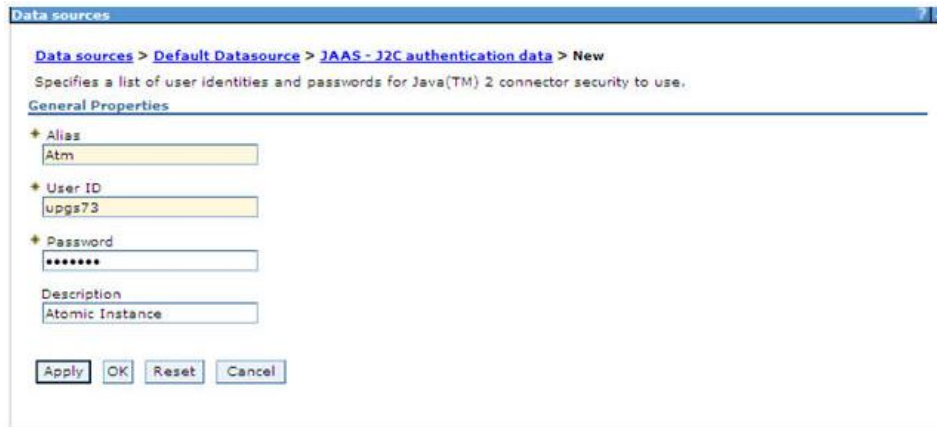 Data sources
?
Data sources > Default Datasource > JAAS - J2C authentication data > New
Specifies a list of user identities and passwords for Java(TM) 2 connector security to use.
General Properties
Alias
Atm
User ID
upgs73
Password
•••••••
Description
Atomic Instance
Apply OK Reset Cancel